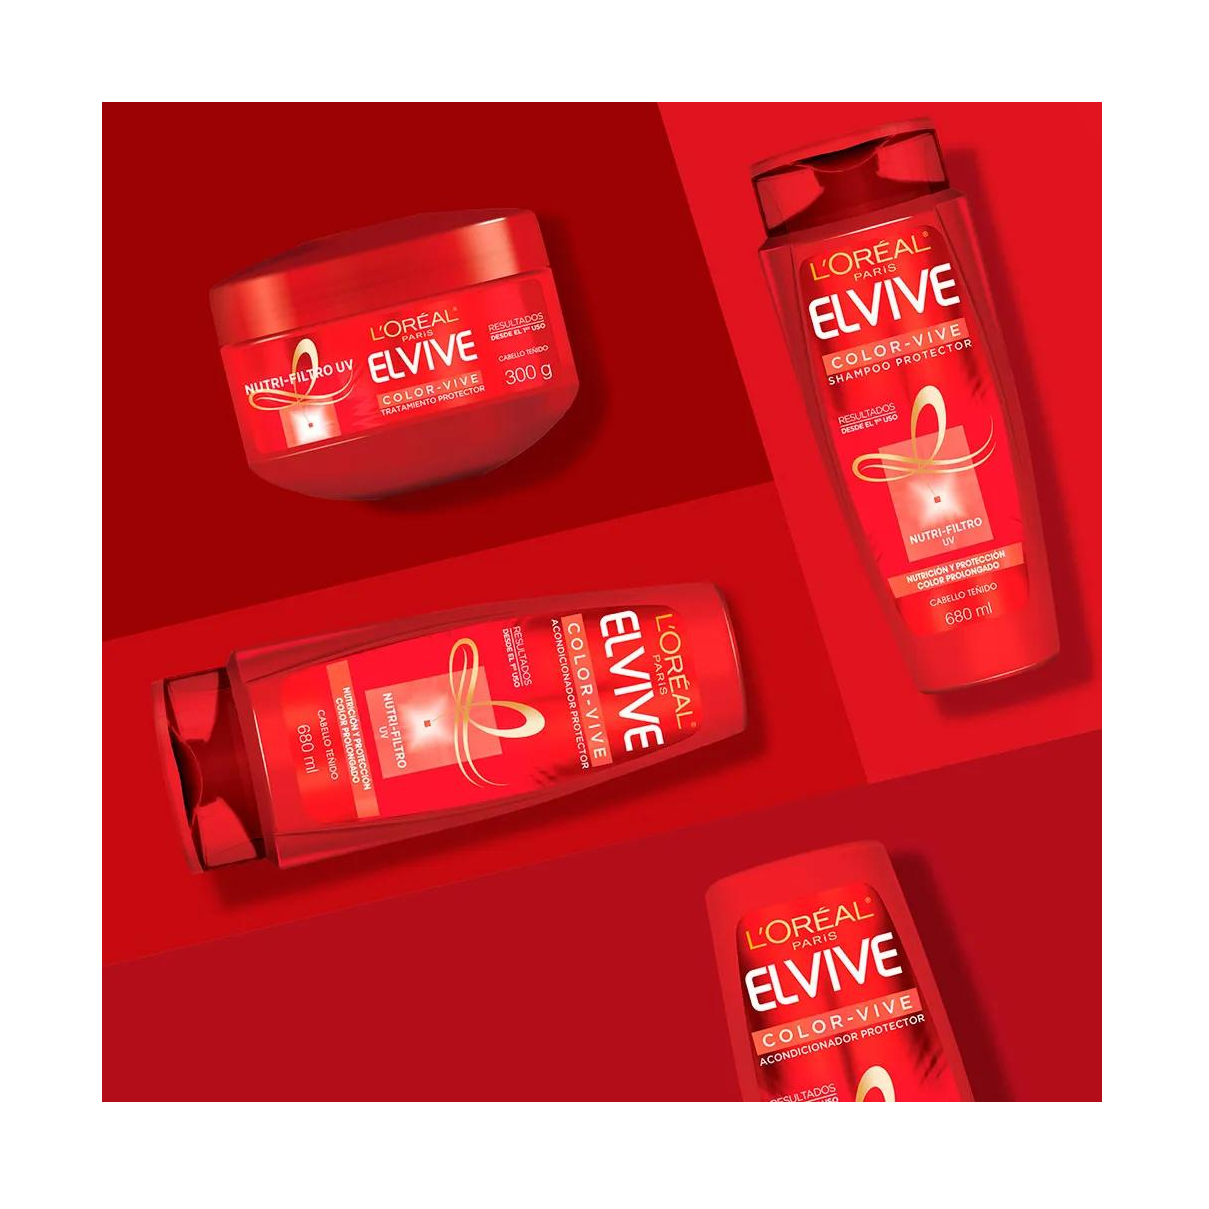 NUTRI-FILTRO UV
L'ORÉAL
PARIS
ELVIVE
COLOR-VIVE
TRATAMIENTO PROTECTOR
RESULTADOS
DESDE EL 1er USO
CABELLO TEÑIDO
300 g
L'ORÉAL®
PARIS
ELVIVE
COLOR-VIVE
SHAMPOO PROTECTOR
RESULTADOS
DESDE EL 1er USO
NUTRI-FILTRO
UV
NUTRICIÓN Y PROTECCIÓN
COLOR PROLONGADO
CABELLO TEÑIDO
680 ml
L'ORÉAL®
PARIS
ELVIVE
COLOR-VIVE
ACONDICIONADOR PROTECTOR
RESULTADOS
DESDE EL 1er USO
NUTRI-FILTRO
UV
NUTRICIÓN Y PROTECCIÓN
COLOR PROLONGADO
CABELLO TEÑIDO
680 ml
L'ORÉAL®
PARIS
ELVIVE
COLOR-VIVE
ACONDICIONADOR PROTECTOR
RESULTADOS